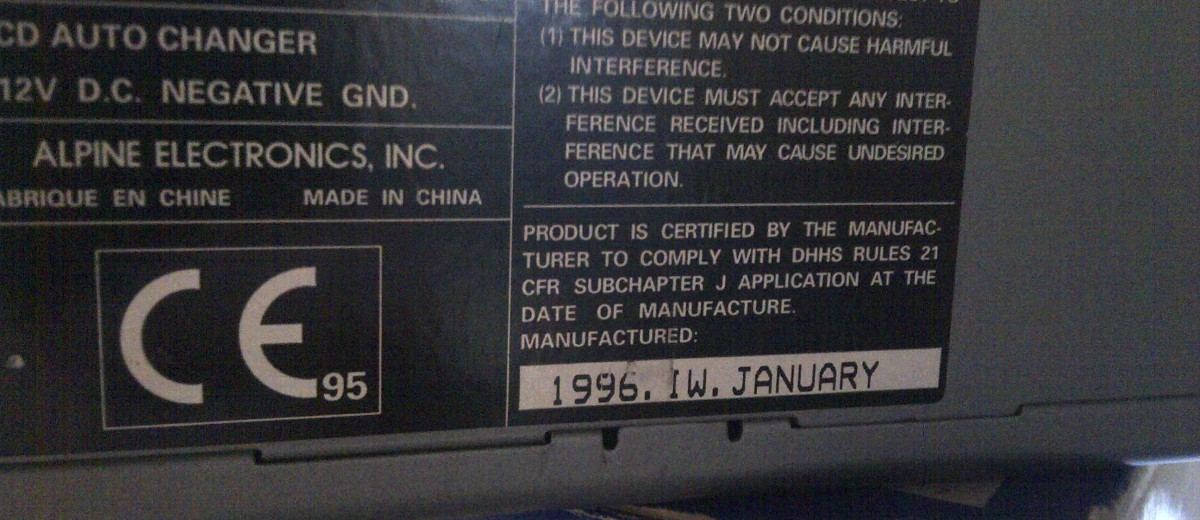 CD AUTO CHANGER
12V D.C. NEGATIVE GND.
ALPINE ELECTRONICS, INC.
ABRIQUE EN CHINE MADE IN CHINA
CE 95
THE FOLLOWING TWO CONDITIONS:
(1) THIS DEVICE MAY NOT CAUSE HARMFUL
INTERFERENCE.
(2) THIS DEVICE MUST ACCEPT ANY INTER-
FERENCE RECEIVED INCLUDING INTER-
FERENCE THAT MAY CAUSE UNDESIRED
OPERATION.
PRODUCT IS CERTIFIED BY THE MANUFAC-
TURER TO COMPLY WITH DHHS RULES 21
CFR SUBCHAPTER J APPLICATION AT THE
DATE OF MANUFACTURE.
MANUFACTURED:
1996. IW. JANUARY